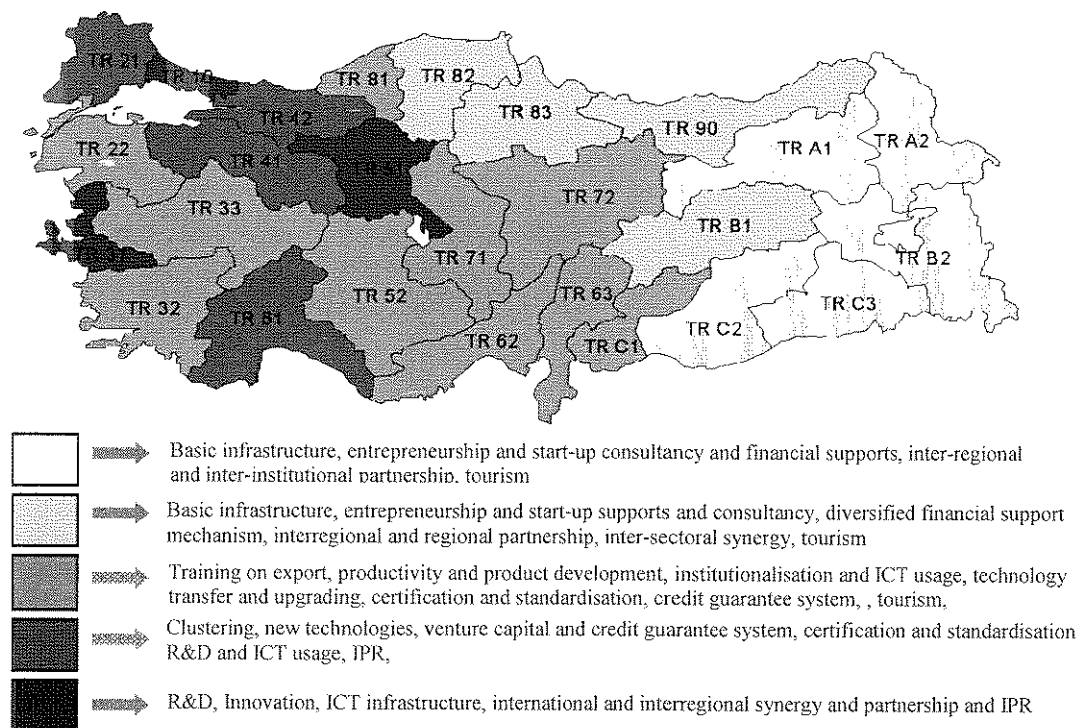 TR 21
TR 10
TR 81
TR 82
TR 42
TR 83
TR 90
TR 22
TR A1
TR A2
TR 41
TR 51
TR 72
TR 33
TR B1
TR 71
TR B2
TR 32
TR 61
TR 52
TR 63
TR C3
TR 62
TR C1
TR C2
Basic infrastructure, entrepreneurship and start-up consultancy and financial supports, inter-regional
and inter-institutional partnership, tourism
Basic infrastructure, entrepreneurship and start-up supports and consultancy, diversified financial support
mechanism, interregional and regional partnership, inter-sectoral synergy, tourism
Training on export, productivity and product development, institutionalisation and ICT usage, technology
transfer and upgrading, certification and standardisation, credit guarantee system, , tourism,
Clustering, new technologies, venture capital and credit guarantee system, certification and standardisation
R&D and ICT usage, IPR,
R&D, Innovation, ICT infrastructure, international and interregional synergy and partnership and IPR